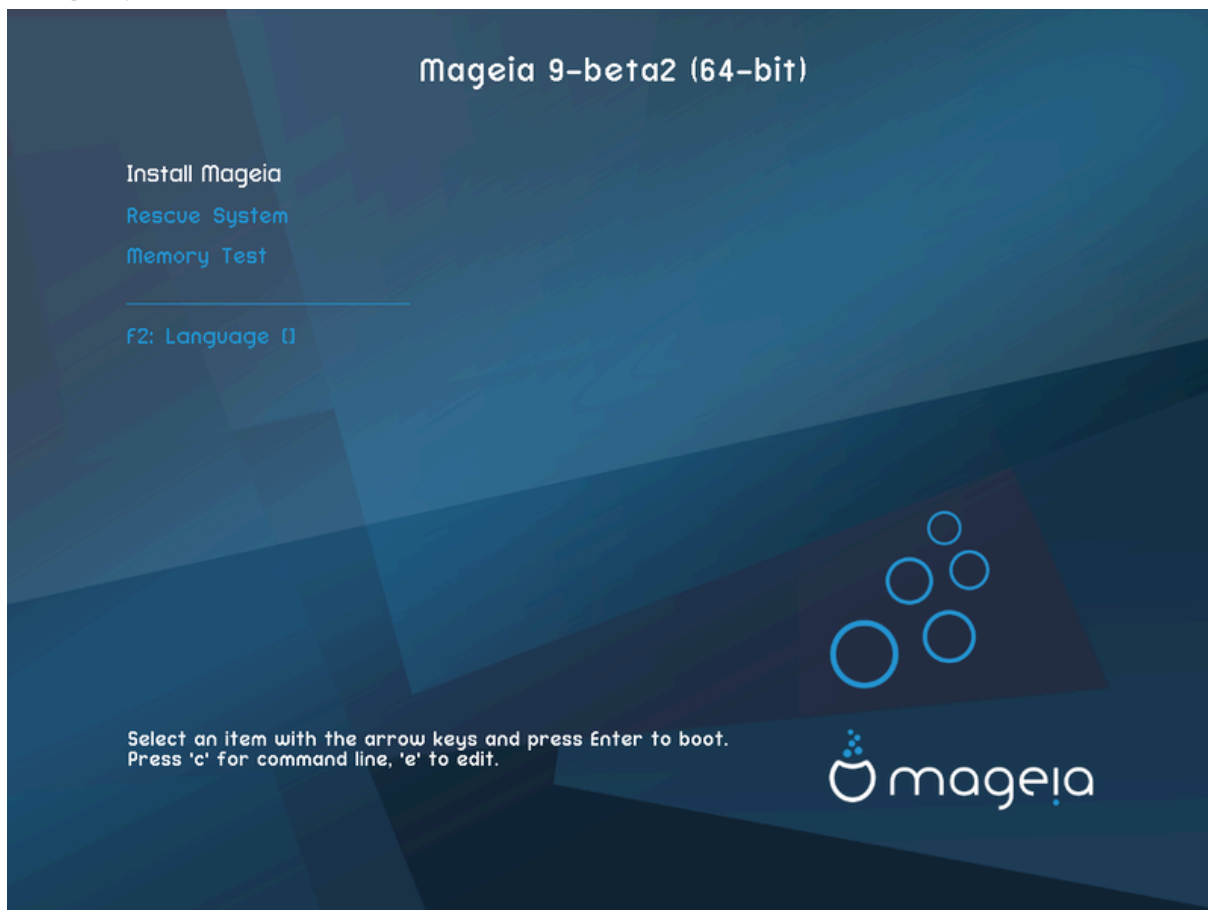 Mageia 9-beta2 (64-bit)
Install Mageia
Rescue System
Memory Test
F2: Language []
Select an item with the arrow keys and press Enter to boot.
Press 'c' for command line, 'e' to edit.
mageia